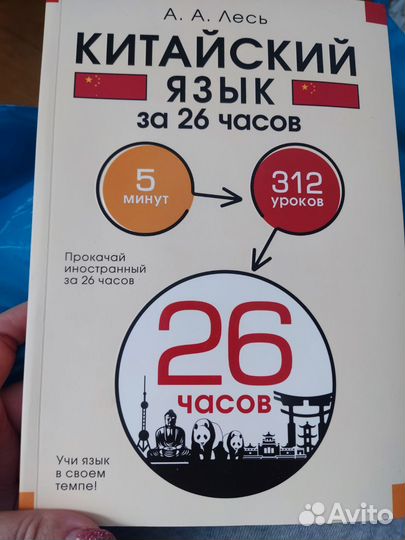 А. А. Лесь
КИТАЙСКИЙ
ЯЗЫК
за 26 часов
5
минут
312
уроков
Прокачай
иностранный
за 26 часов
26
часов
Учи язык
в своем
темпе!
Avito